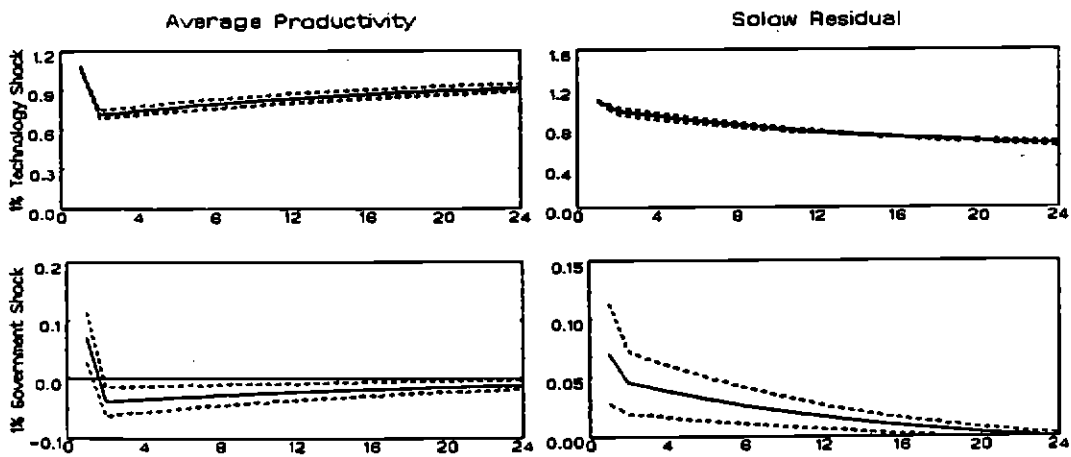 Average Productivity
Solow Residual
1% Technology Shock
1.2
0.9
0.6
0.3
0.0
0 4 8 12 16 20 24
1.6
1.2
0.8
0.4
0.0
0 4 8 12 16 20 24
1% Government Shock
0.2
0.1
0.0
-0.1
0 4 8 12 16 20 24
0.15
0.10
0.05
0.00
0 4 8 12 16 20 24